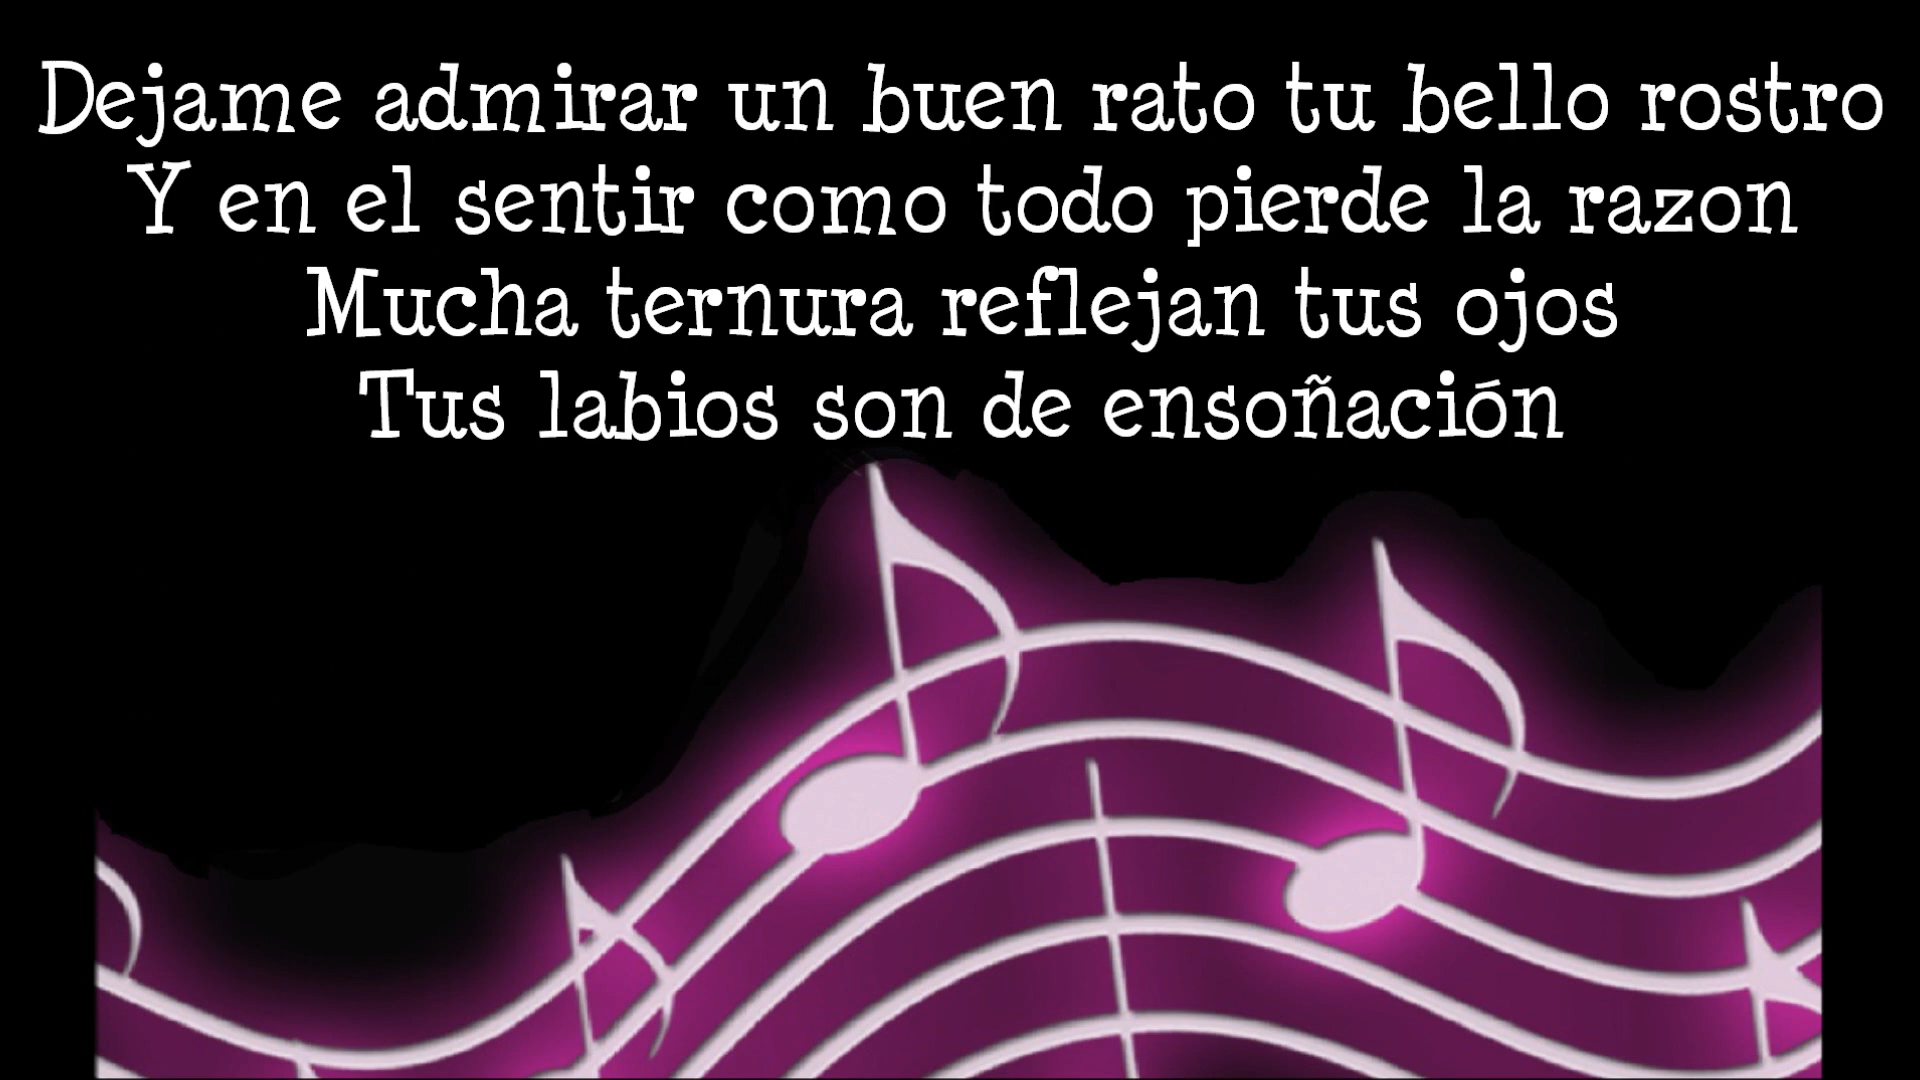 Dejame admirar un buen rato tu bello rostro
Y en el sentir como todo pierde la razon
Mucha ternura reflejan tus ojos
Tus labios son de ensoñación